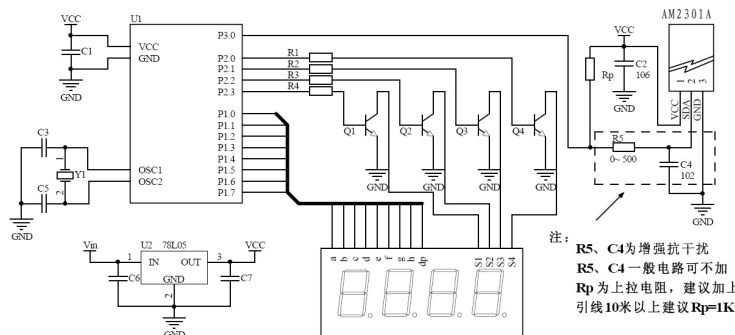 AM2301A
VCC
U1
VCC
C1
GND
VCC
GND
OSC1
OSC2
P3.0
P2.0
P2.1
P2.2
P2.3
P1.0
P1.1
P1.2
P1.3
P1.4
P1.5
P1.6
P1.7
R1
R2
R3
R4
Q1
Q2
Q3
Q4
GND
GND
GND
GND
VCC
Rp
C2
106
GND
1
2
3
VCC
SDA
GND
R5
0~ 500
C4
102
GND
C3
1
Y1
2
C5
GND
Vin
U2 78L05
VCC
1
IN
OUT
3
GND
2
C6
C7
GND
a
b
c
d
e
f
g
h
dp
S1
S2
S3
S4
注：
R5、C4为增强抗干扰
R5、C4一般电路可不加
Rp为上拉电阻，建议加上
引线10米以上建议Rp=1K